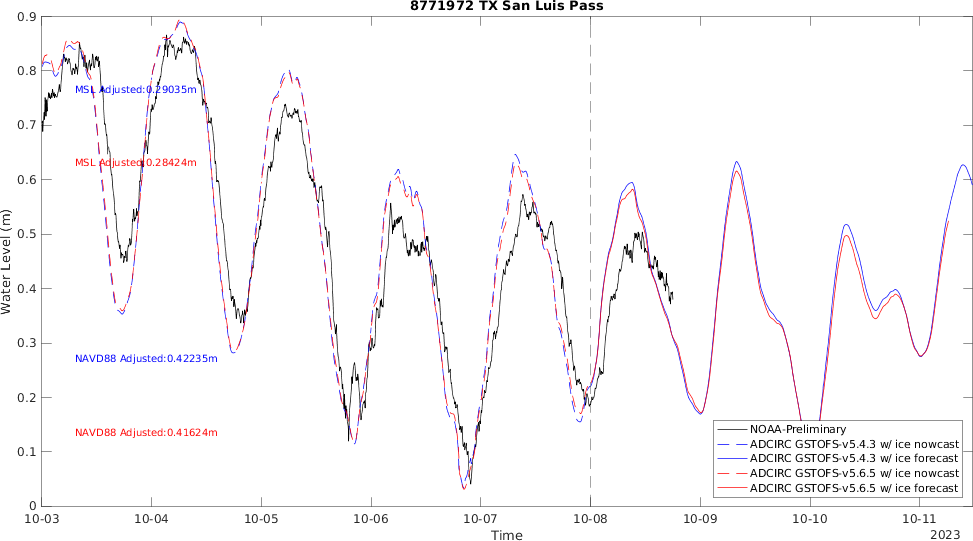 8771972 TX San Luis Pass
0.9
0.8
0.7
0.6
0.5
0.4
0.3
0.2
0.1
0
Water Level (m)
MSL Adjusted:0.29035m
MSL Adjusted:0.28424m
NAVD88 Adjusted:0.42235m
NAVD88 Adjusted:0.41624m
NOAA-Preliminary
ADCIRC GSTOFS-v5.4.3 w/ ice nowcast
ADCIRC GSTOFS-v5.4.3 w/ ice forecast
ADCIRC GSTOFS-v5.6.5 w/ ice nowcast
ADCIRC GSTOFS-v5.6.5 w/ ice forecast
10-03 10-04 10-05 10-06 10-07 10-08 10-09 10-10 10-11
Time
2023